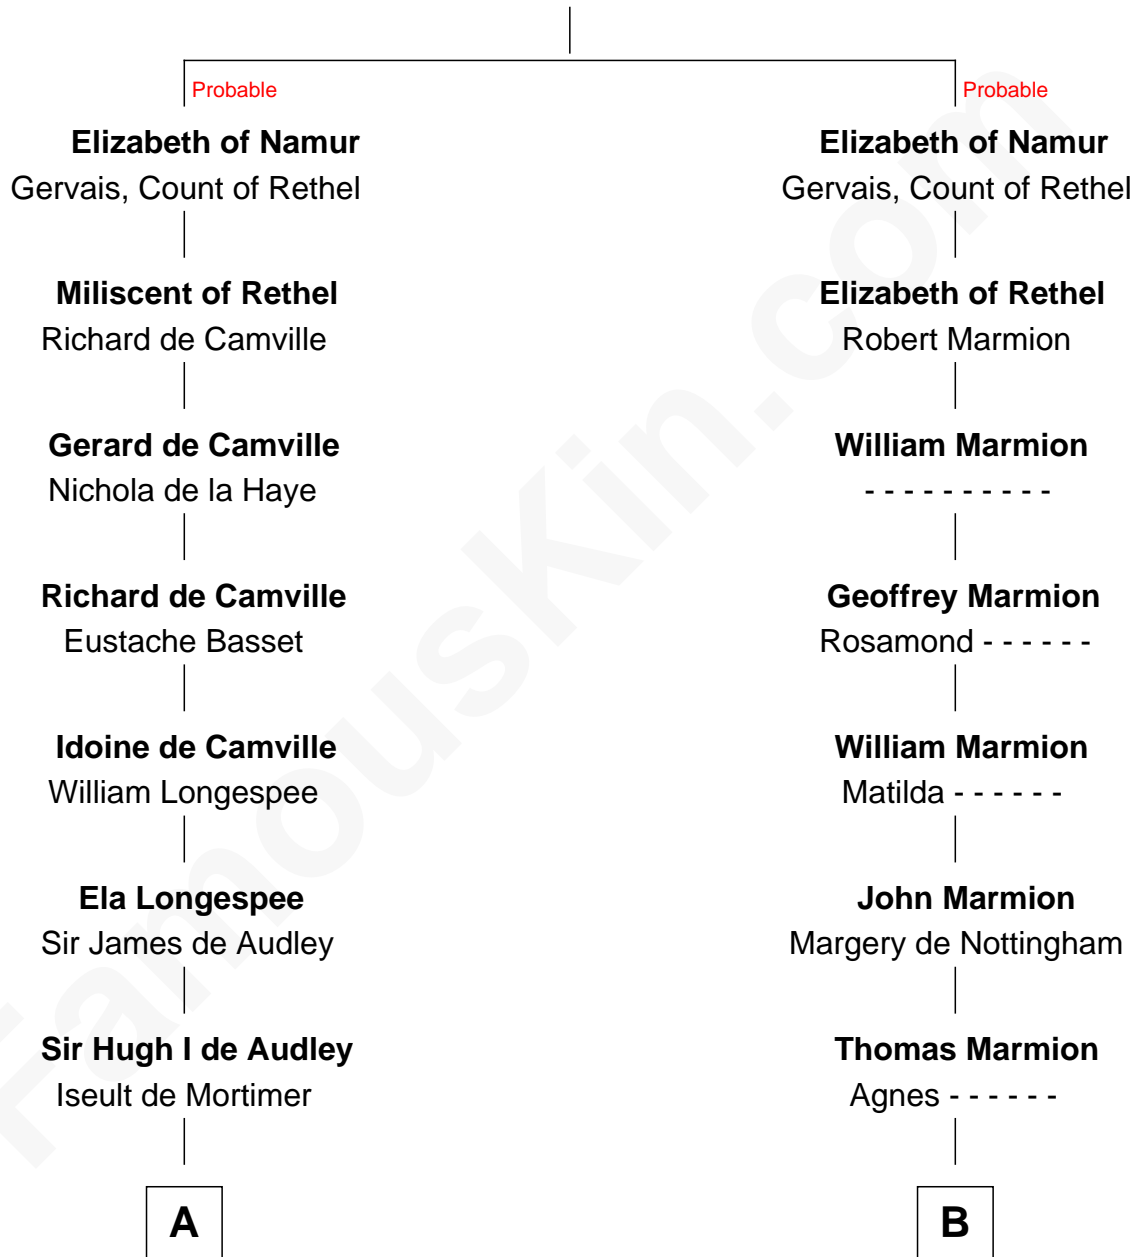 Probable
Elizabeth of Namur
Gervais, Count of Rethel
Miliscent of Rethel
Richard de Camville
Gerard de Camville
Nichola de la Haye
Richard de Camville
Eustache Basset
Idoine de Camville
William Longespee
Ela Longespee
Sir James de Audley
Sir Hugh I de Audley
Iseult de Mortimer
A
Probable
Elizabeth of Namur
Gervais, Count of Rethel
Elizabeth of Rethel
Robert Marmion
William Marmion
- - - - - - - - - -
Geoffrey Marmion
Rosamond - - - - - -
William Marmion
Matilda - - - - - -
John Marmion
Margery de Nottingham
Thomas Marmion
Agnes - - - - - -
B
FamousKin.com